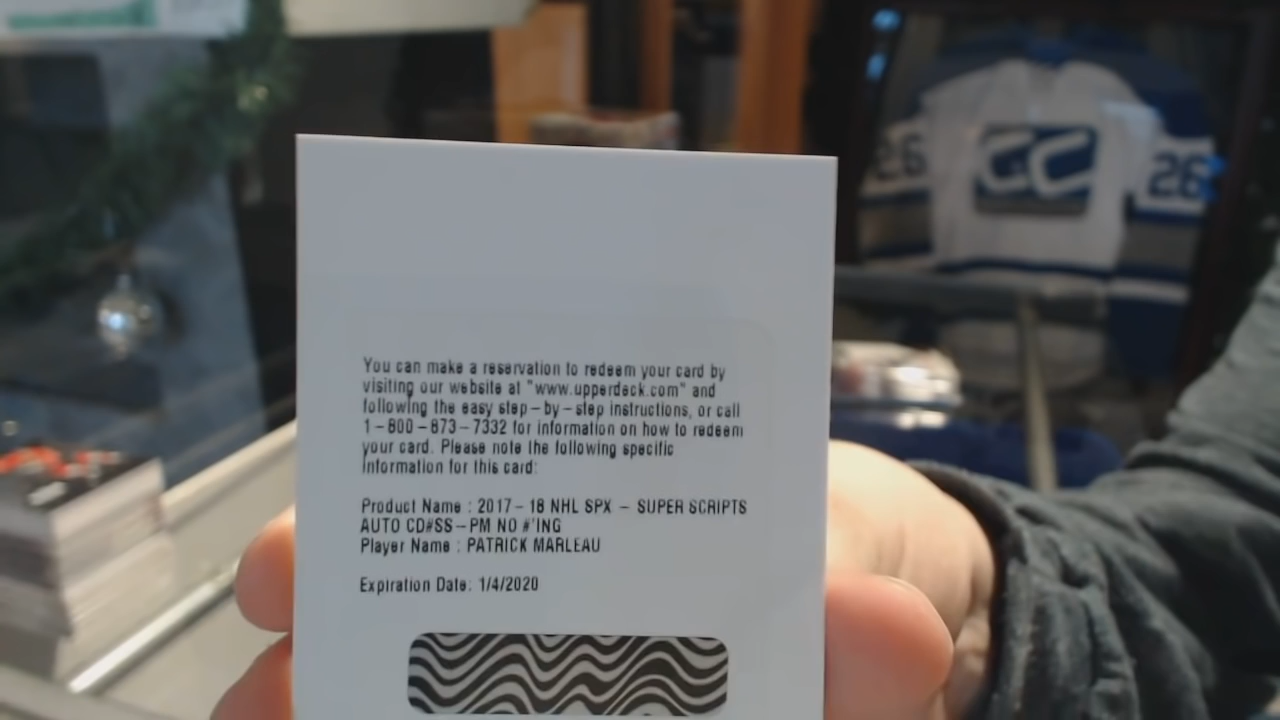 You can make a reservation to redeem your card by
visiting our website at "www.upperdeck.com" and
following the easy step-by-step instructions, or call
1-800-873-7332 for information on how to redeem
your card. Please note the following specific
information for this card:
Product Name : 2017-18 NHL SPX - SUPER SCRIPTS
AUTO CD#SS-PM NO #'ING
Player Name : PATRICK MARLEAU
Expiration Date: 1/4/2020
26
CC
26